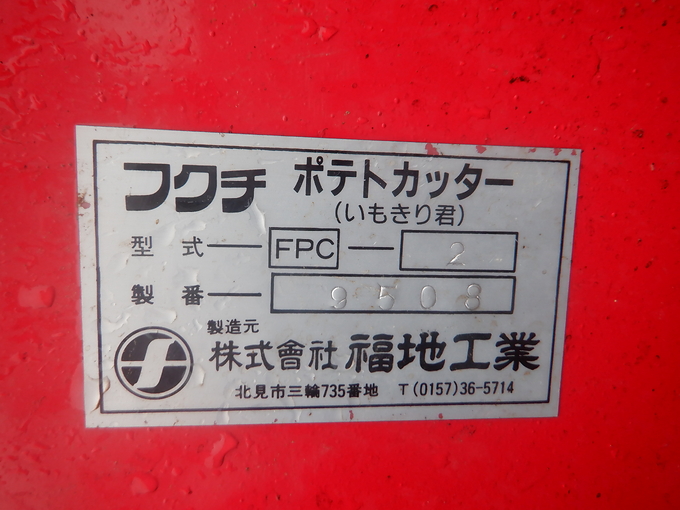 フクチ ポテトカッター
(いもきり君)
型式 — FPC — 2
製番 — 9508
製造元
株式會社 福地工業
北見市三輪735番地 T(0157)36-5714